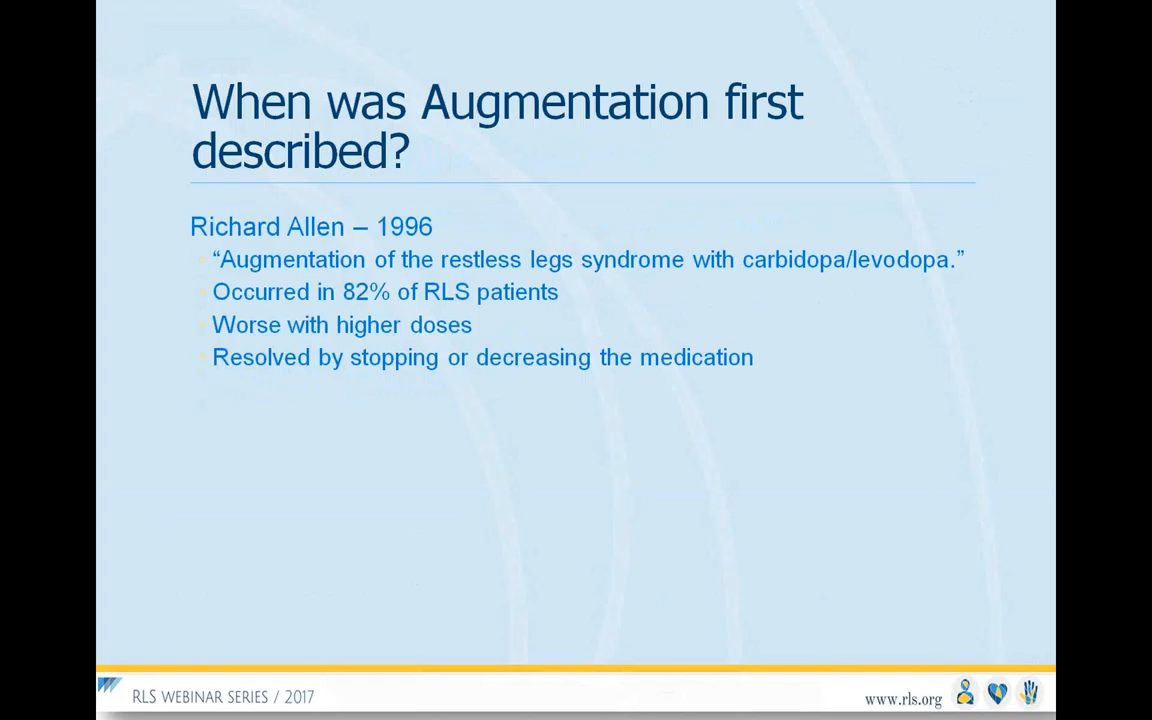 When was Augmentation first
described?
Richard Allen – 1996
“Augmentation of the restless legs syndrome with carbidopa/levodopa.”
Occurred in 82% of RLS patients
Worse with higher doses
Resolved by stopping or decreasing the medication
RLS WEBINAR SERIES / 2017
www.rls.org